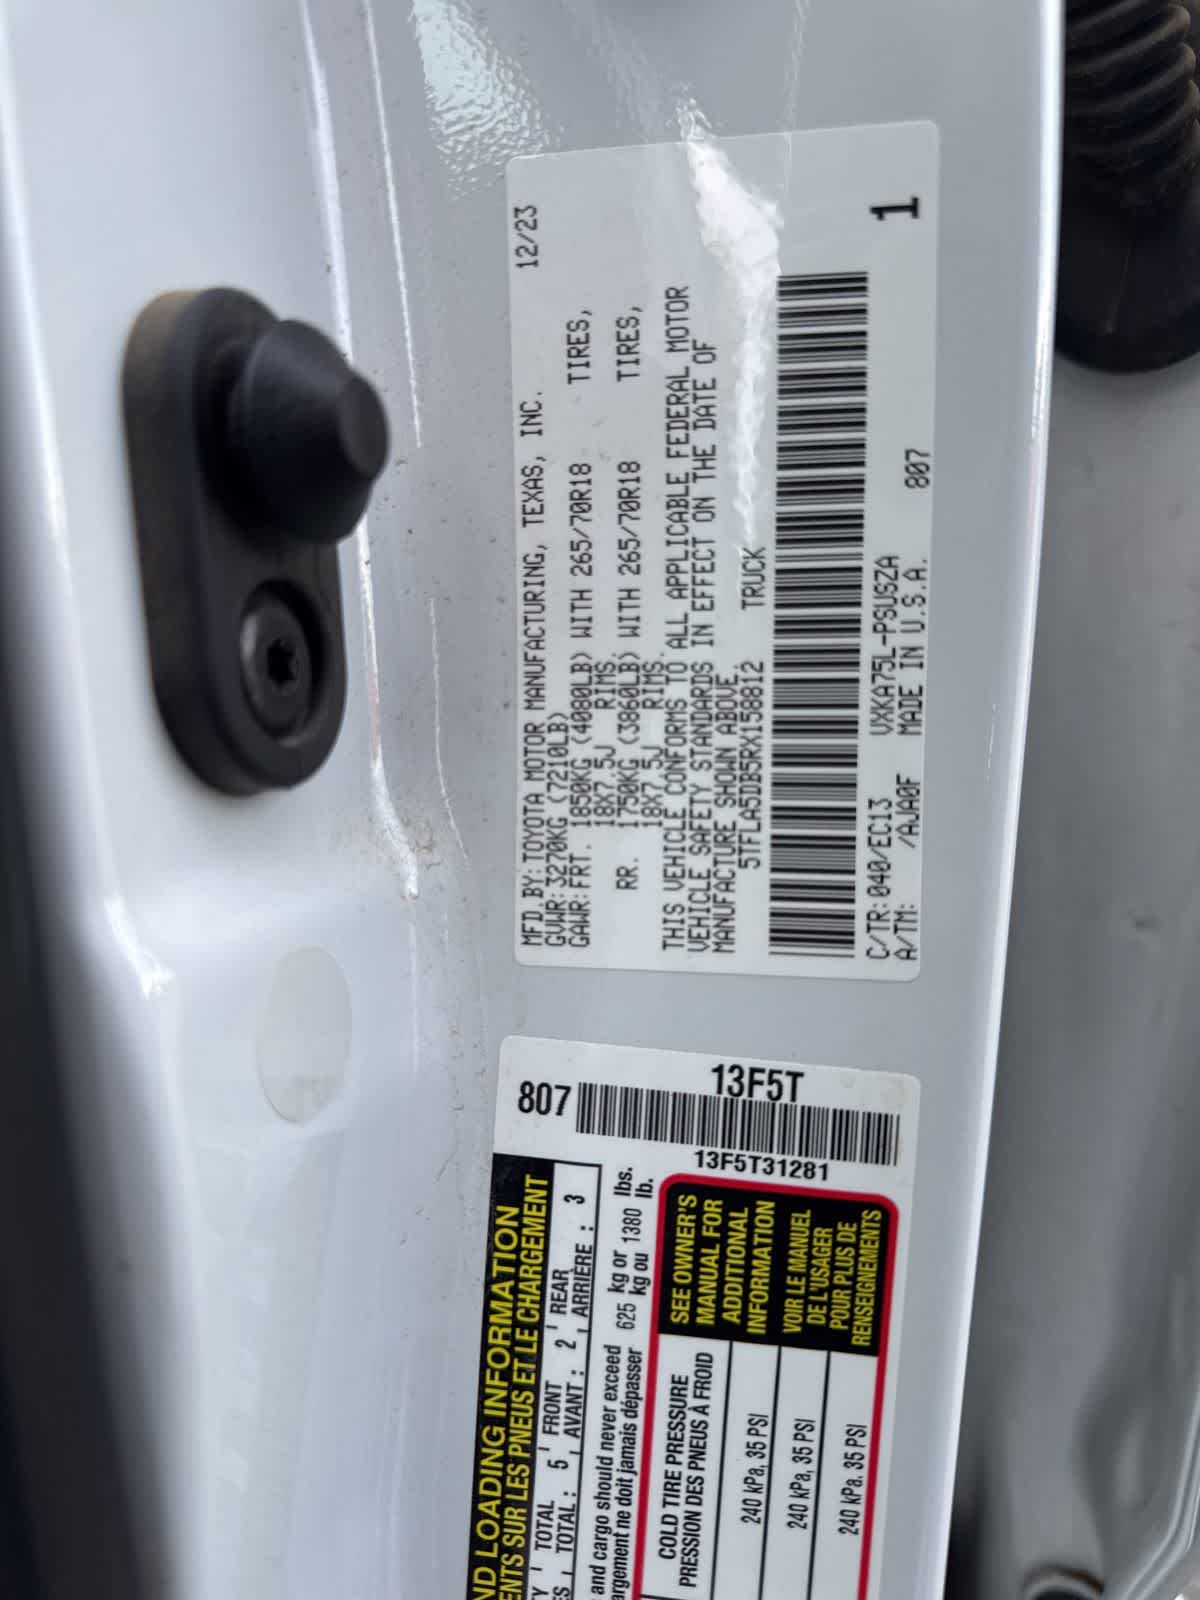 MFD.BY:TOYOTA MOTOR MANUFACTURING, TEXAS, INC. 12/23
GVWR:3270KG (7210LB)
GAWR:FRT. 1850KG (4080LB) WITH 265/70R18 TIRES,
18X7.5J RIMS.
RR. 1750KG (3860LB) WITH 265/70R18 TIRES,
18X7.5J RIMS.
THIS VEHICLE CONFORMS TO ALL APPLICABLE FEDERAL MOTOR
VEHICLE SAFETY STANDARDS IN EFFECT ON THE DATE OF
MANUFACTURE SHOWN ABOVE.
5TFLA5DB5RX158812 TRUCK
1
C/TR:040/EC13 VXKA75L-PSUSZA
A/TM: /AJA0F MADE IN U.S.A. 807
807
13F5T
13F5T31281
ND LOADING INFORMATION
ENTS SUR LES PNEUS ET LE CHARGEMENT
TY TOTAL 5 FRONT 2 REAR 3
ES TOTAL : AVANT : ARRIÈRE :
and cargo should never exceed 625 kg or 1380 lbs.
argement ne doit jamais dépasser kg ou lb.
COLD TIRE PRESSURE
PRESSION DES PNEUS À FROID
240 kPa, 35 PSI
240 kPa, 35 PSI
240 kPa, 35 PSI
SEE OWNER'S
MANUAL FOR
ADDITIONAL
INFORMATION
VOIR LE MANUEL
DE L'USAGER
POUR PLUS DE
RENSEIGNEMENTS